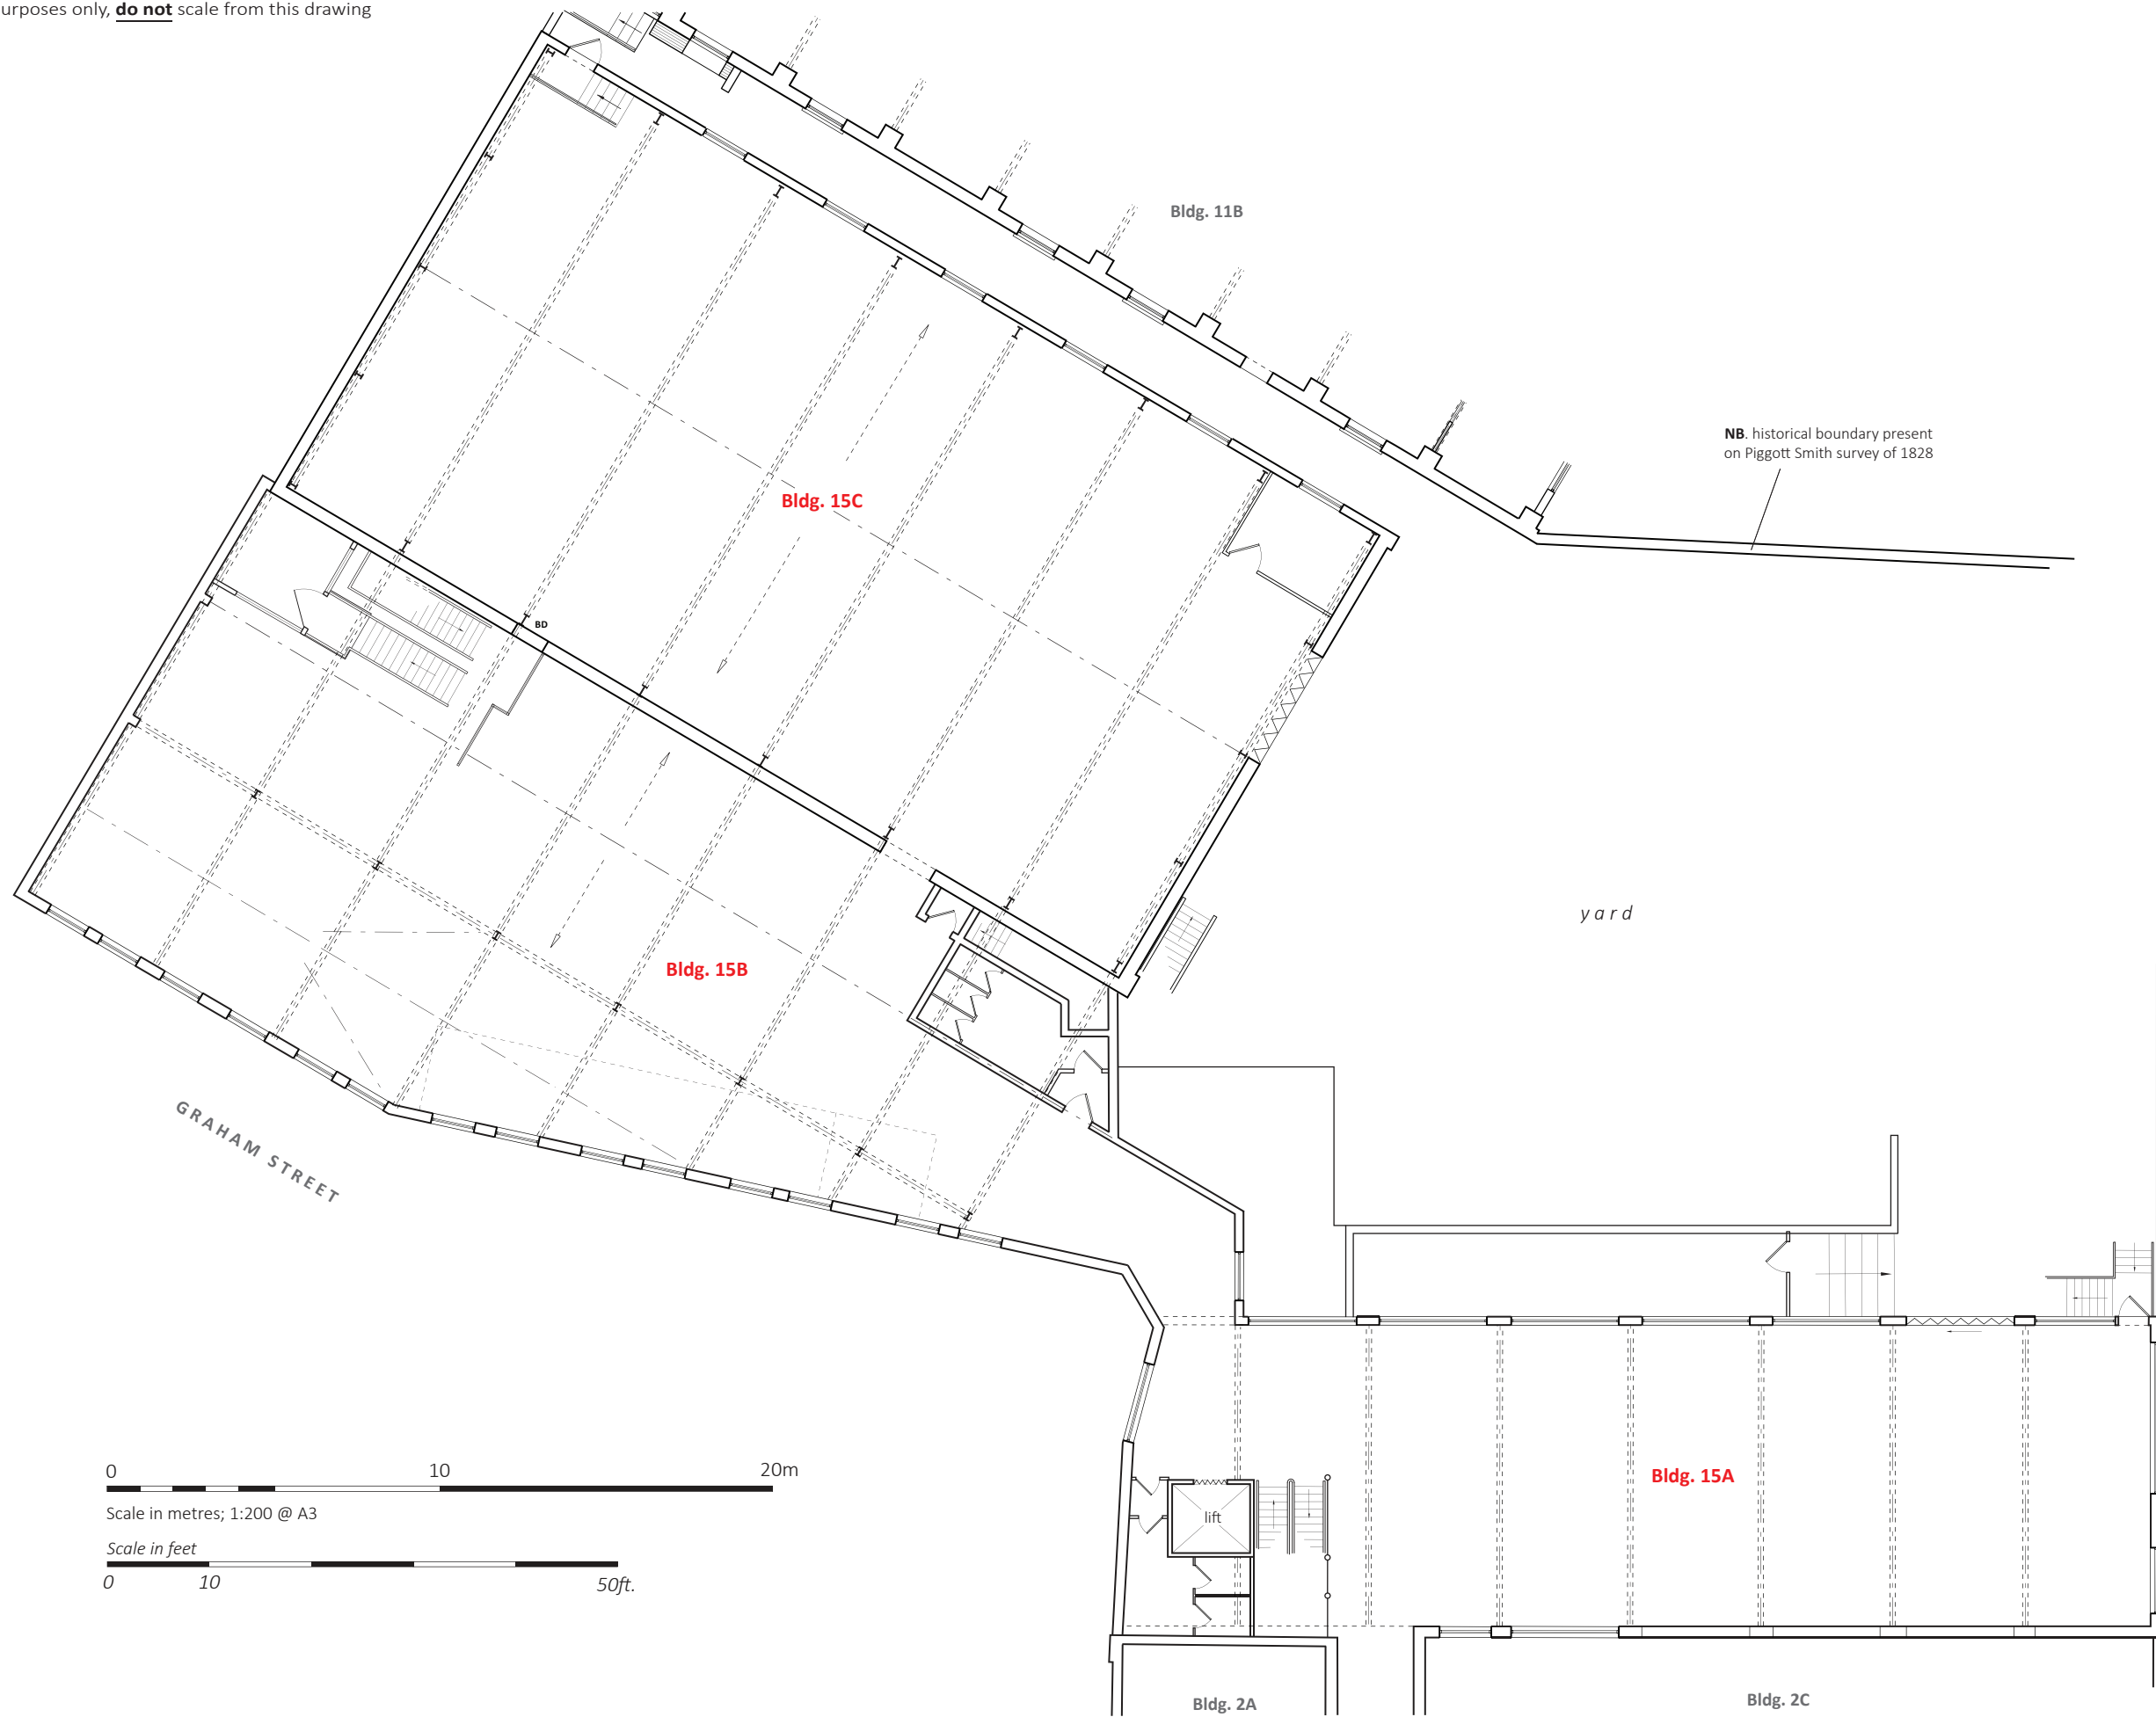 urposes only, do not scale from this drawing
Bldg. 11B
NB. historical boundary present
on Piggott Smith survey of 1828
Bldg. 15C
BD
yard
Bldg. 15B
GRAHAM STREET
0 10 20m
Scale in metres; 1:200 @ A3
Scale in feet
0 10 50ft.
Bldg. 15A
lift
Bldg. 2A
Bldg. 2C